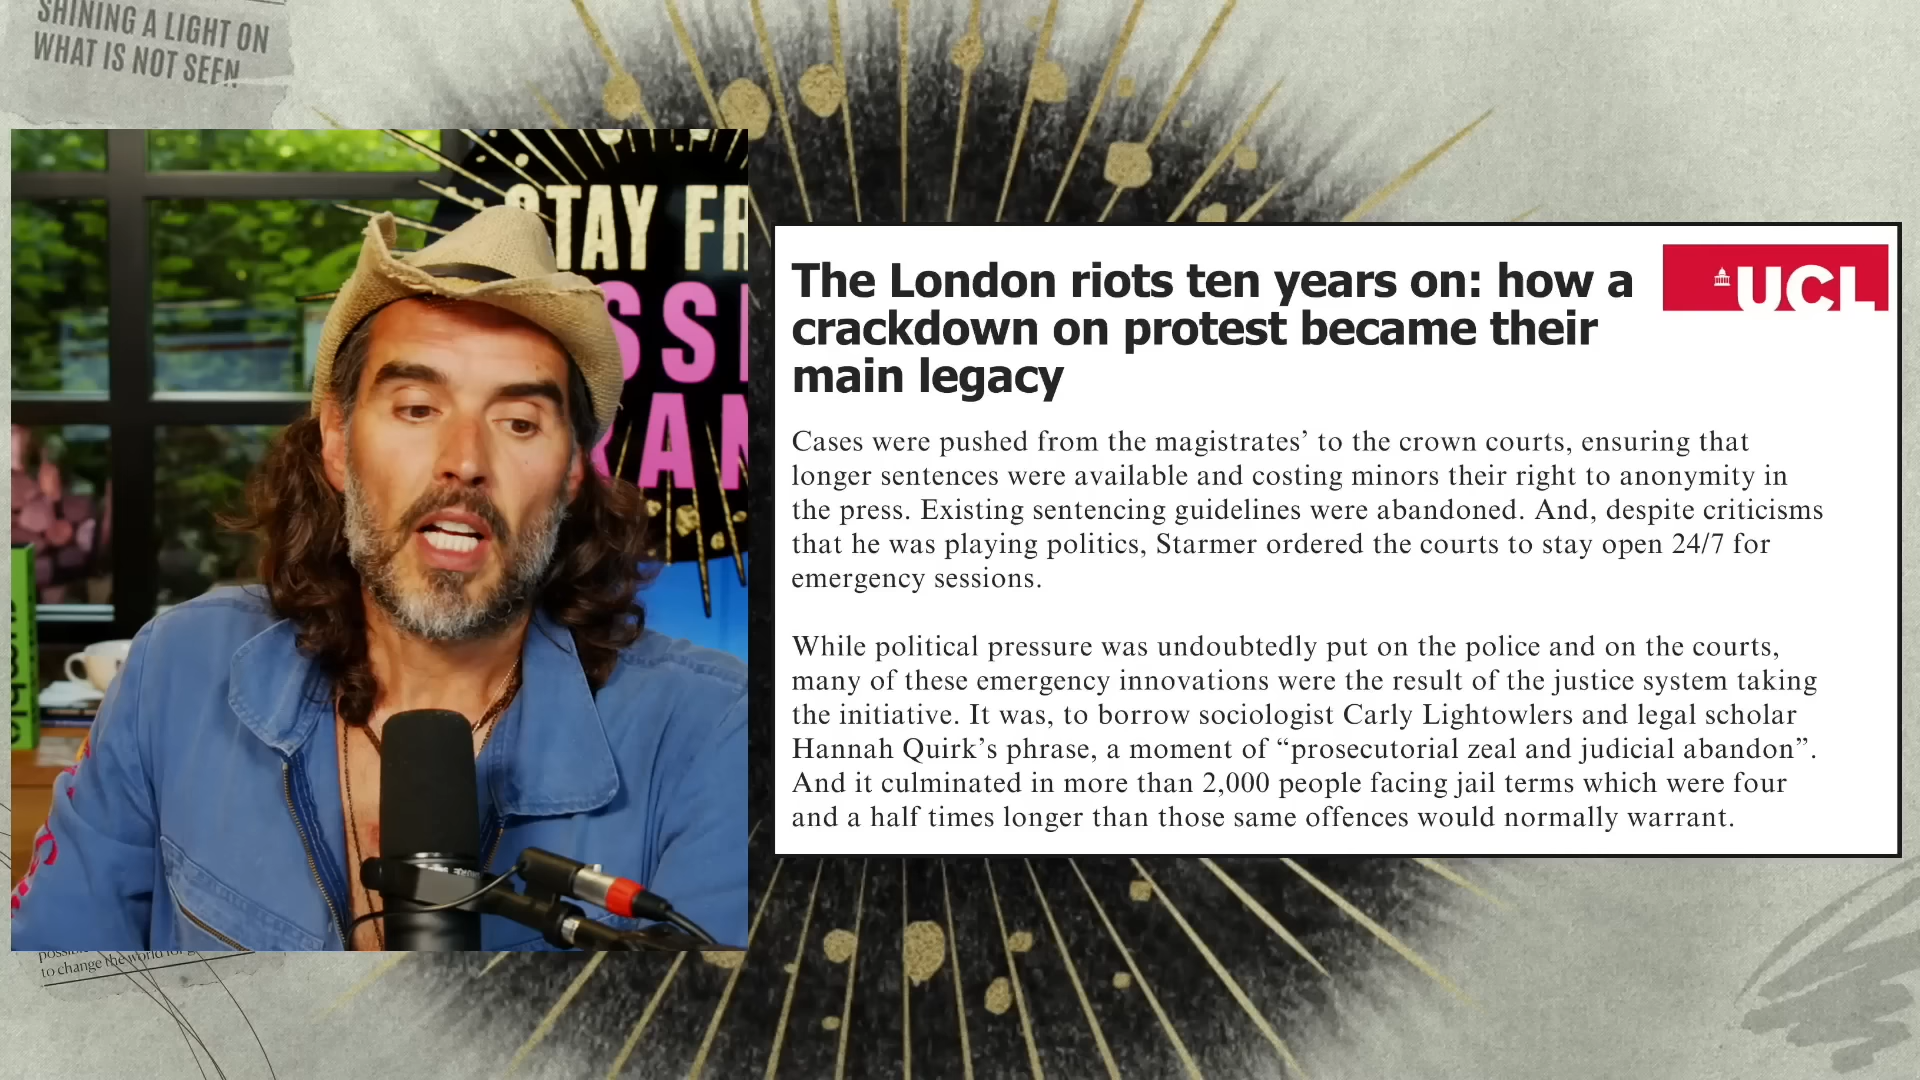 SHINING A LIGHT ON
WHAT IS NOT SEEN
STAY FR
SS
RAN
The London riots ten years on: how a
crackdown on protest became their
main legacy
UCL
Cases were pushed from the magistrates’ to the crown courts, ensuring that
longer sentences were available and costing minors their right to anonymity in
the press. Existing sentencing guidelines were abandoned. And, despite criticisms
that he was playing politics, Starmer ordered the courts to stay open 24/7 for
emergency sessions.
While political pressure was undoubtedly put on the police and on the courts,
many of these emergency innovations were the result of the justice system taking
the initiative. It was, to borrow sociologist Carly Lightowlers and legal scholar
Hannah Quirk’s phrase, a moment of “prosecutorial zeal and judicial abandon”.
And it culminated in more than 2,000 people facing jail terms which were four
and a half times longer than those same offences would normally warrant.
to change the world for